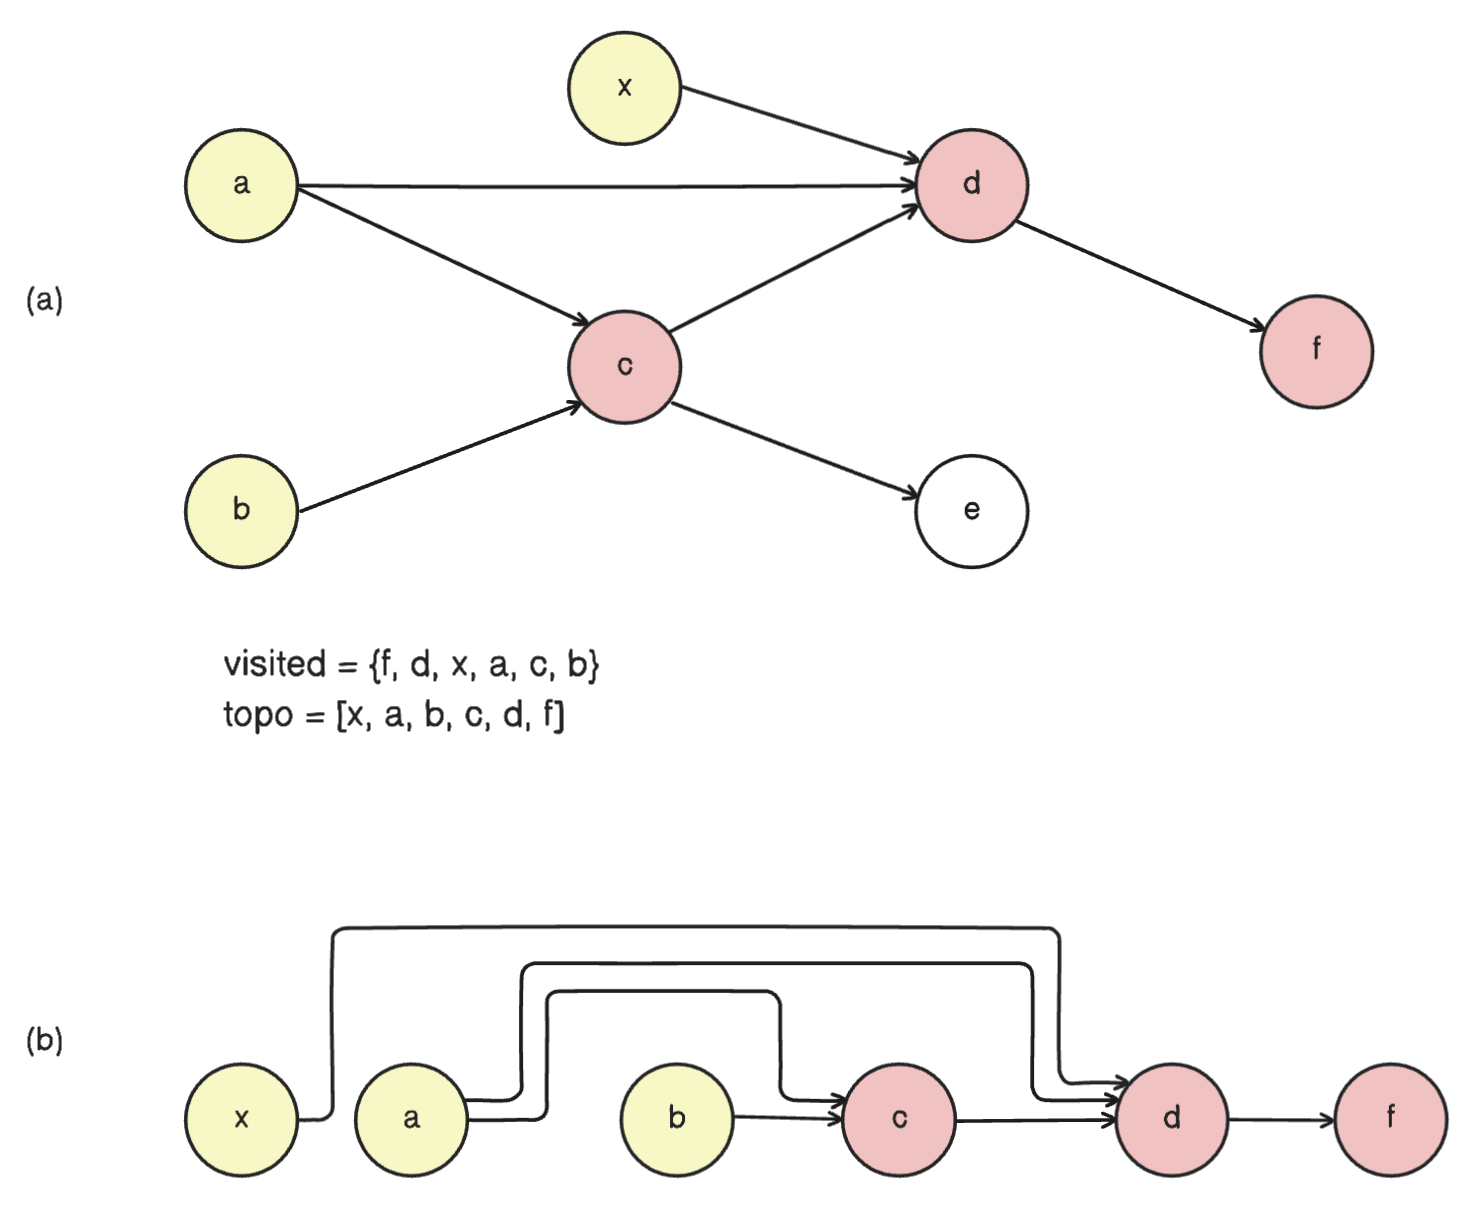 x
a
d
(a)
f
c
b
e
visited = {f, d, x, a, c, b}
topo = [x, a, b, c, d, f]
(b)
x a b c d f